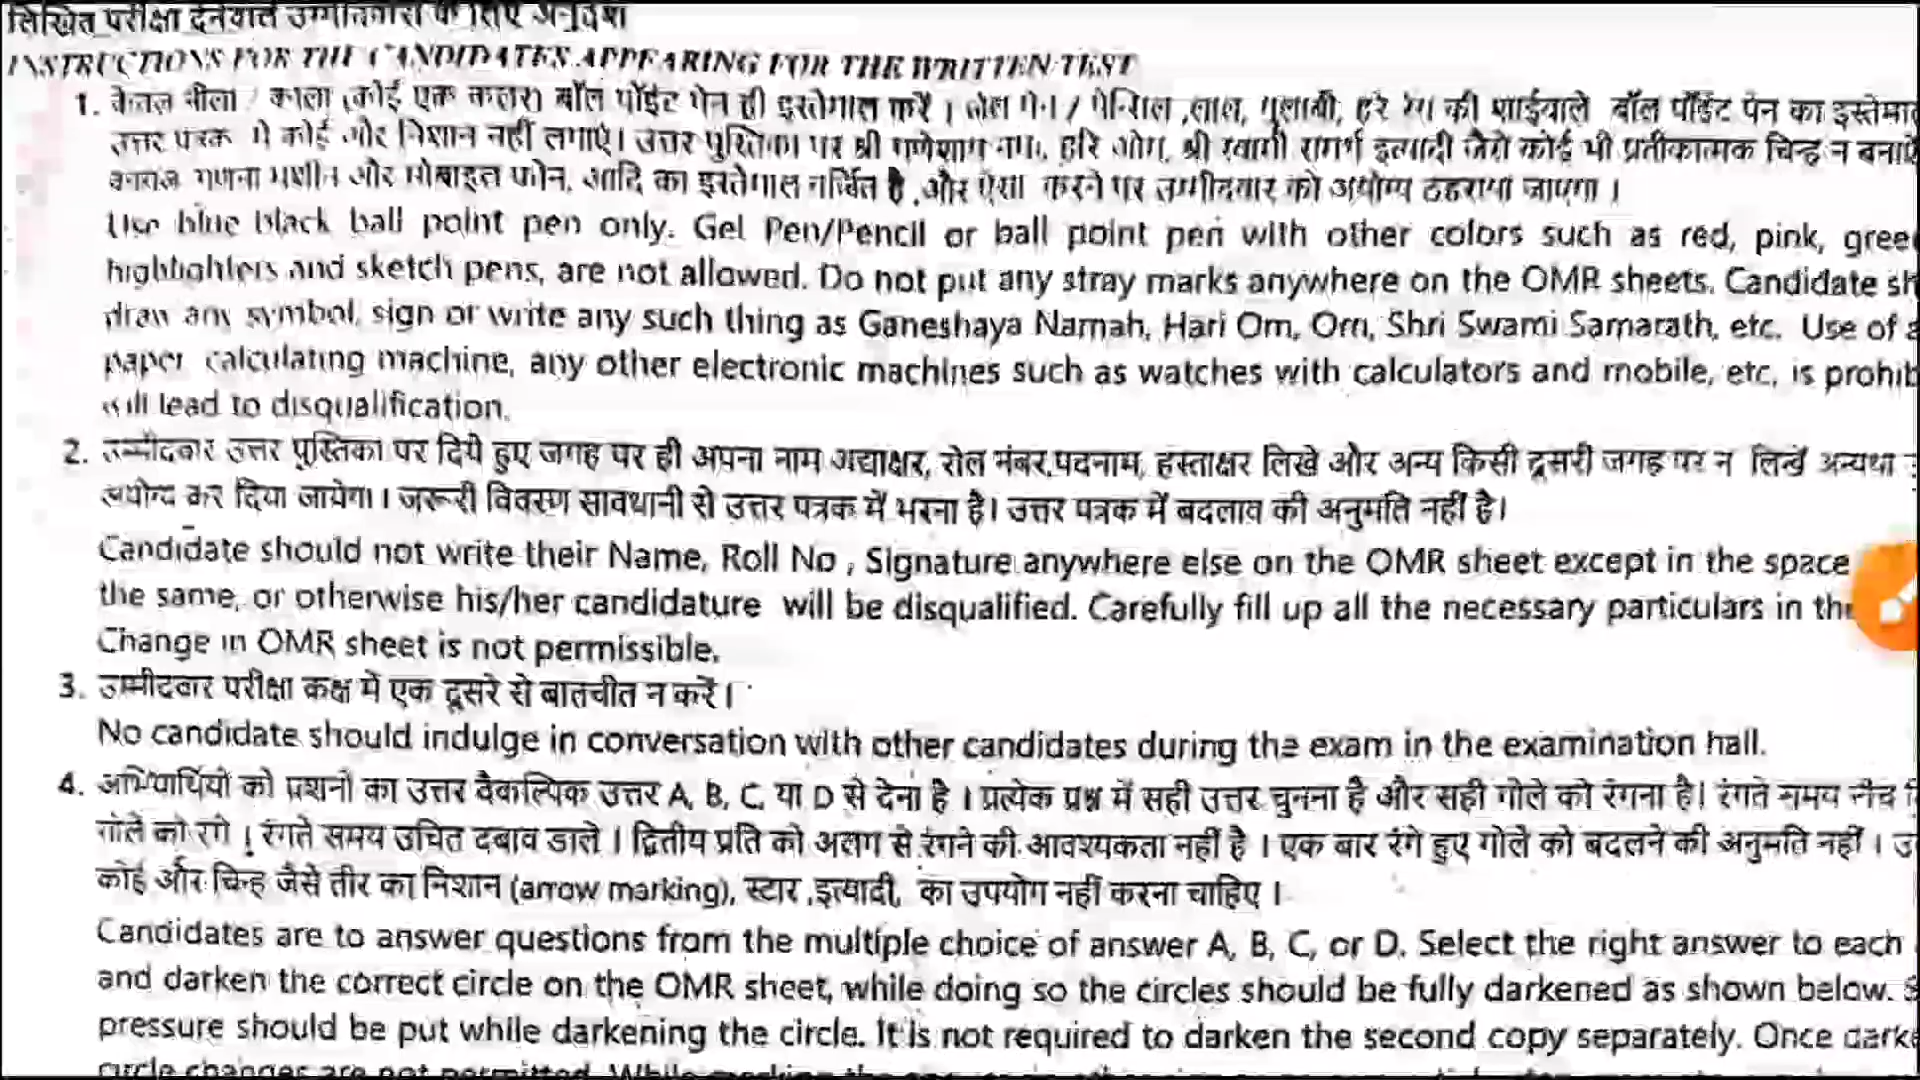 लिखित परीक्षा देनेवाले उम्मीदवारों के लिए अनुदेश
INSTRUCTIONS FOR THE CANDIDATES APPEARING FOR THE WRITTEN TEST
1. केवल नीला / काला (कोई एक कलर) बॉल पॉइंट पेन ही इस्तेमाल करें । जेल पेन / पेन्सिल ,लाल, गुलाबी, हरे रंग की शाईवाले बॉल पॉइंट पेन का इस्तेमाल
उत्तर पत्रक में कोई और निशान नहीं लगाएं। उत्तर पुस्तिका पर श्री गणेशाय नमः, हरि ओम, श्री स्वामी समर्थ इत्यादी जैसे कोई भी प्रतीकात्मक चिन्ह न बनाएं
कागज गणना मशीन और मोबाइल फोन, आदि का इस्तेमाल वर्जित है ,और ऐसा करने पर उम्मीदवार को अयोग्य ठहराया जाएगा ।
Use blue black ball point pen only. Gel Pen/Pencil or ball point pen with other colors such as red, pink, gree
highlighters and sketch pens, are not allowed. Do not put any stray marks anywhere on the OMR sheets. Candidate sh
draw any symbol, sign or write any such thing as Ganeshaya Namah, Hari Om, Om, Shri Swami Samarath, etc. Use of a
paper calculating machine, any other electronic machines such as watches with calculators and mobile, etc, is prohib
will lead to disqualification.
2. उम्मीदवार उत्तर पुस्तिका पर दिये हुए जगह पर ही अपना नाम अद्याक्षर, रोल नंबर,पदनाम, हस्ताक्षर लिखे और अन्य किसी दूसरी जगह पर न लिखें अन्यथा
अयोग्य कर दिया जायेगा। जरूरी विवरण सावधानी से उत्तर पत्रक में भरना है। उत्तर पत्रक में बदलाव की अनुमति नहीं है।
Candidate should not write their Name, Roll No , Signature anywhere else on the OMR sheet except in the space
the same, or otherwise his/her candidature will be disqualified. Carefully fill up all the necessary particulars in the
Change in OMR sheet is not permissible.
3. उम्मीदवार परीक्षा कक्ष में एक दूसरे से बातचीत न करें।
No candidate should indulge in conversation with other candidates during the exam in the examination hall.
4. अभ्यार्थियों को प्रशनों का उत्तर वैकल्पिक उत्तर A, B, C या D से देना है । प्रत्येक प्रश्न में सही उत्तर चुनना है और सही गोले को रंगना है। रंगते समय नीचे
गोले को रंगे । रंगते समय उचित दबाव डाले । द्वितीय प्रति को अलग से रंगने की आवश्यकता नहीं है । एक बार रंगे हुए गोले को बदलने की अनुमति नहीं । उ
कोई और चिन्ह जैसे तीर का निशान (arrow marking), स्टार ,इत्यादी, का उपयोग नहीं करना चाहिए ।
Candidates are to answer questions from the multiple choice of answer A, B, C, or D. Select the right answer to each
and darken the correct circle on the OMR sheet, while doing so the circles should be fully darkened as shown below. S
pressure should be put while darkening the circle. It is not required to darken the second copy separately. Once darke
circle changes are not permitted. While marking the